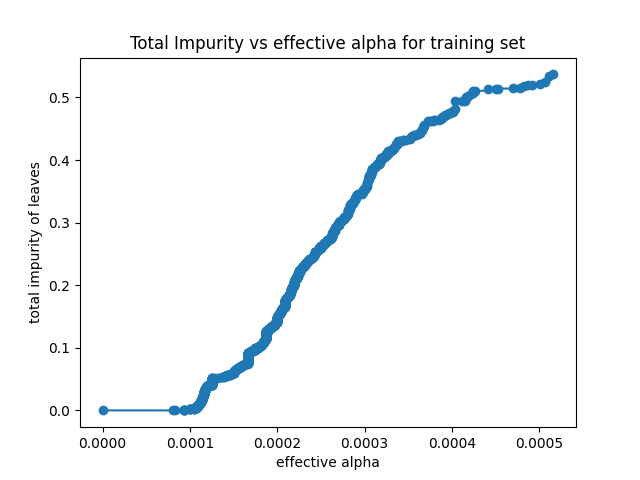 Total Impurity vs effective alpha for training set
total impurity of leaves
0.5
0.4
0.3
0.2
0.1
0.0
0.0000 0.0001 0.0002 0.0003 0.0004 0.0005
effective alpha